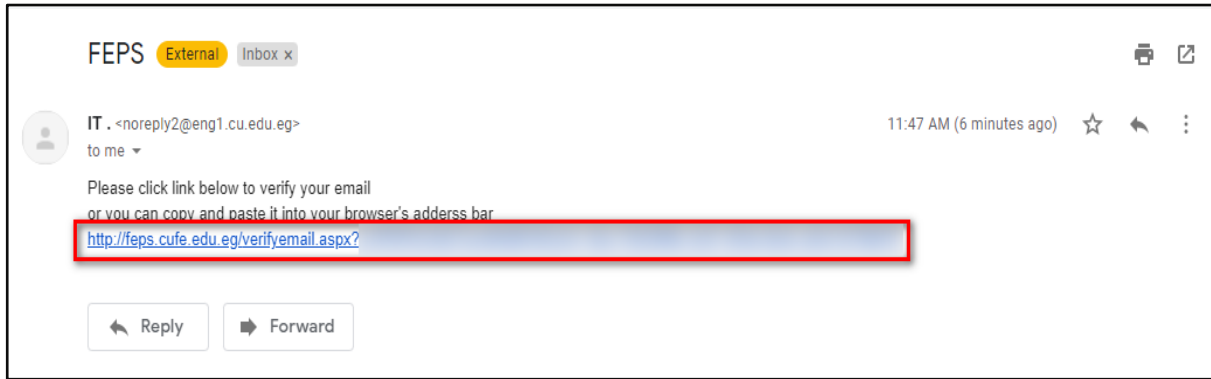 FEPS External Inbox x
IT . <noreply2@eng1.cu.edu.eg> 11:47 AM (6 minutes ago)
to me
Please click link below to verify your email
or you can copy and paste it into your browser's adderss bar
http://feps.cufe.edu.eg/verifyemail.aspx?
Reply Forward